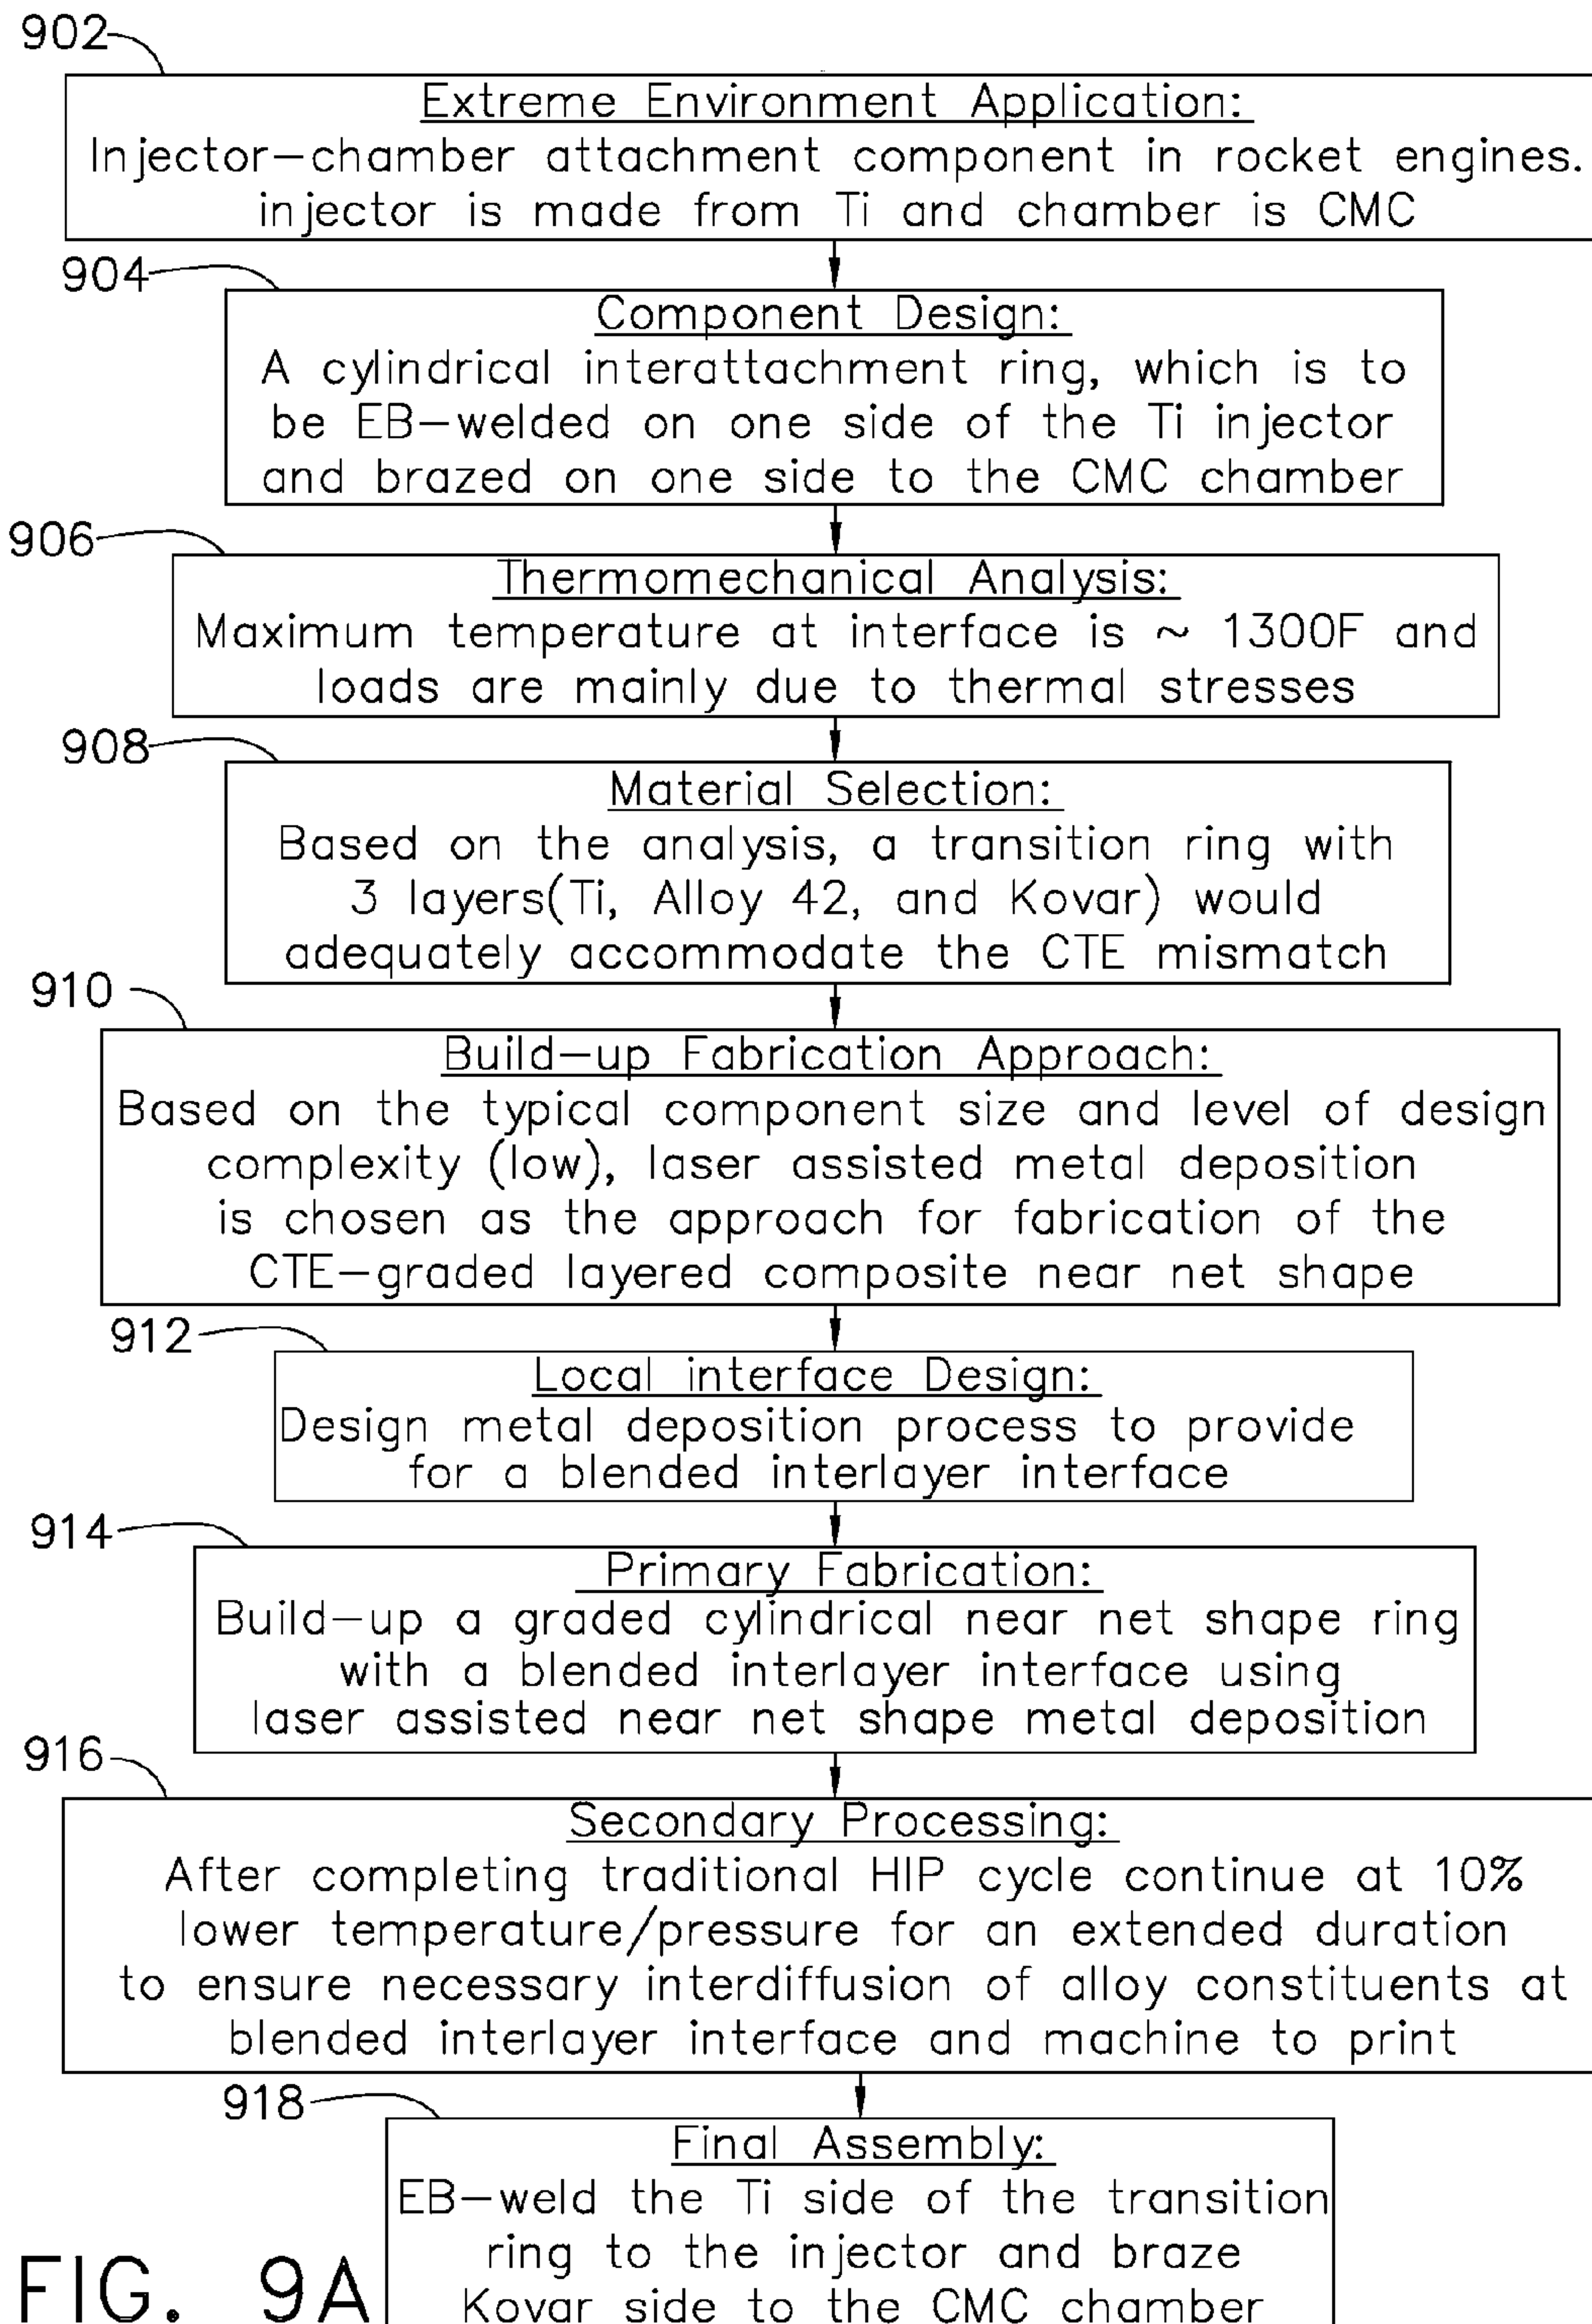 902
Extreme Environment Application:
Injector-chamber attachment component in rocket engines.
injector is made from Ti and chamber is CMC
904
Component Design:
A cylindrical interattachment ring, which is to
be EB-welded on one side of the Ti injector
and brazed on one side to the CMC chamber
906
Thermomechanical Analysis:
Maximum temperature at interface is ~ 1300F and
loads are mainly due to thermal stresses
908
Material Selection:
Based on the analysis, a transition ring with
3 layers(Ti, Alloy 42, and Kovar) would
adequately accommodate the CTE mismatch
910
Build-up Fabrication Approach:
Based on the typical component size and level of design
complexity (low), laser assisted metal deposition
is chosen as the approach for fabrication of the
CTE-graded layered composite near net shape
912
Local interface Design:
Design metal deposition process to provide
for a blended interlayer interface
914
Primary Fabrication:
Build-up a graded cylindrical near net shape ring
with a blended interlayer interface using
laser assisted near net shape metal deposition
916
Secondary Processing:
After completing traditional HIP cycle continue at 10%
lower temperature/pressure for an extended duration
to ensure necessary interdiffusion of alloy constituents at
blended interlayer interface and machine to print
918
Final Assembly:
EB-weld the Ti side of the transition
ring to the injector and braze
Kovar side to the CMC chamber
FIG. 9A